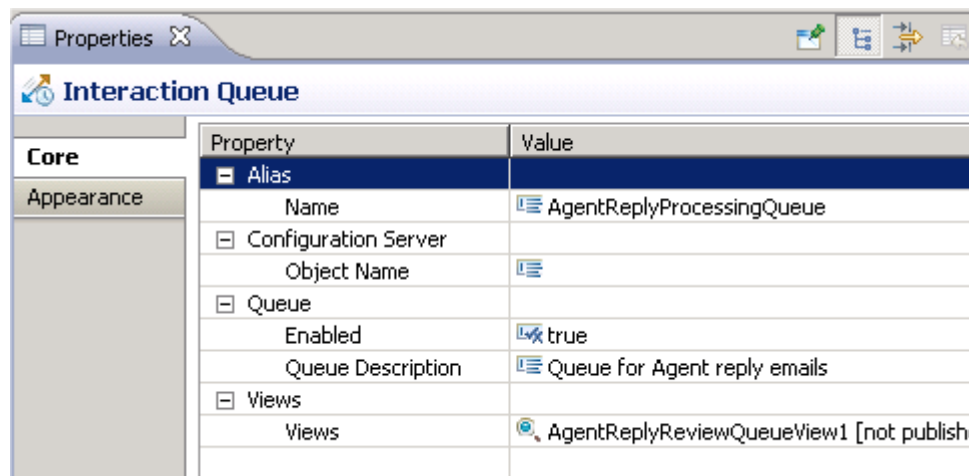 Properties
Interaction Queue
Core
Appearance
Property Value
Alias
Name AgentReplyProcessingQueue
Configuration Server
Object Name
Queue
Enabled true
Queue Description Queue for Agent reply emails
Views
Views AgentReplyReviewQueueView1 [not publish